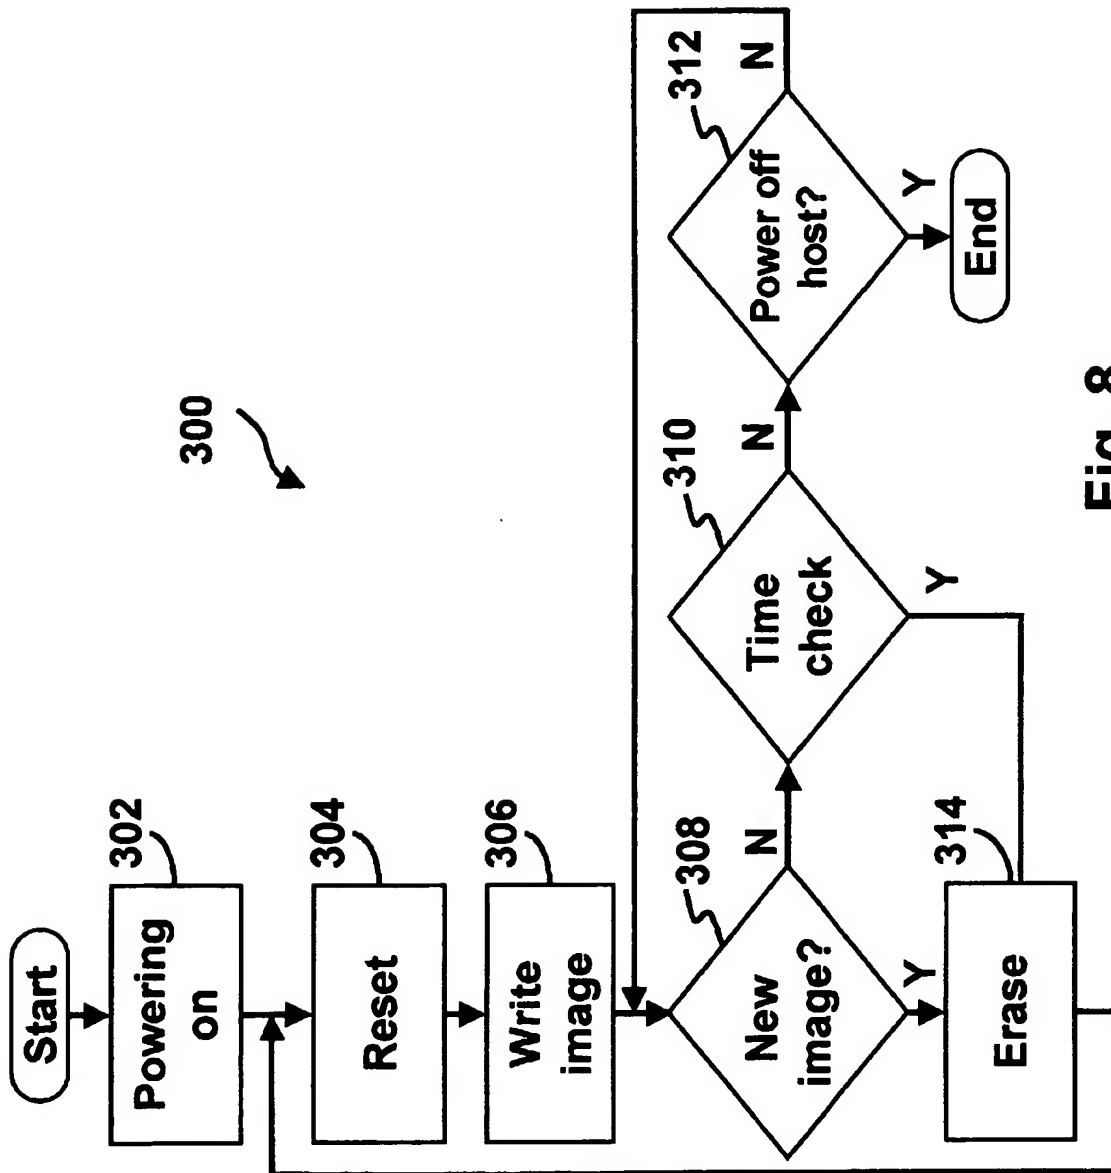 300
Start
Powering
on
302
Reset
304
Write
image
306
New
image?
308
N
Y
Time
check
310
N
Y
Power off
host?
312
N
Y
End
Erase
314
Fig. 8